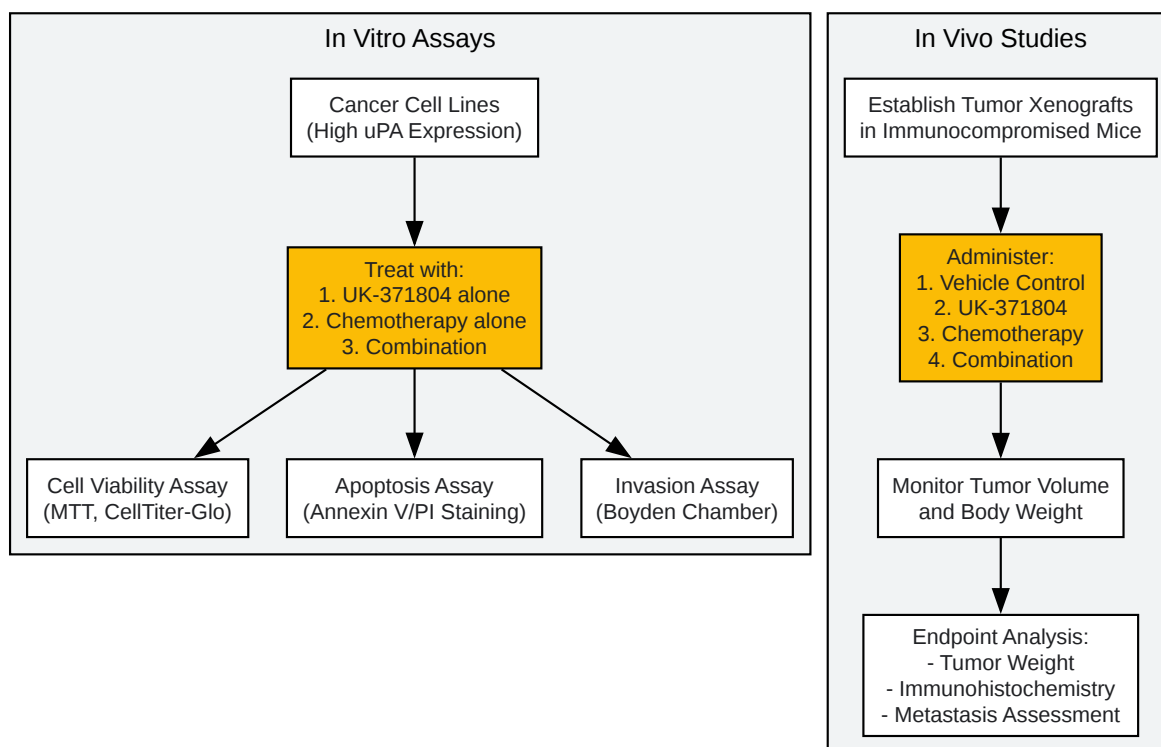 In Vitro Assays
Cancer Cell Lines
(High uPA Expression)
Treat with:
1. UK-371804 alone
2. Chemotherapy alone
3. Combination
Cell Viability Assay
(MTT, CellTiter-Glo)
Apoptosis Assay
(Annexin V/PI Staining)
Invasion Assay
(Boyden Chamber)
In Vivo Studies
Establish Tumor Xenografts
in Immunocompromised Mice
Administer:
1. Vehicle Control
2. UK-371804
3. Chemotherapy
4. Combination
Monitor Tumor Volume
and Body Weight
Endpoint Analysis:
- Tumor Weight
- Immunohistochemistry
- Metastasis Assessment